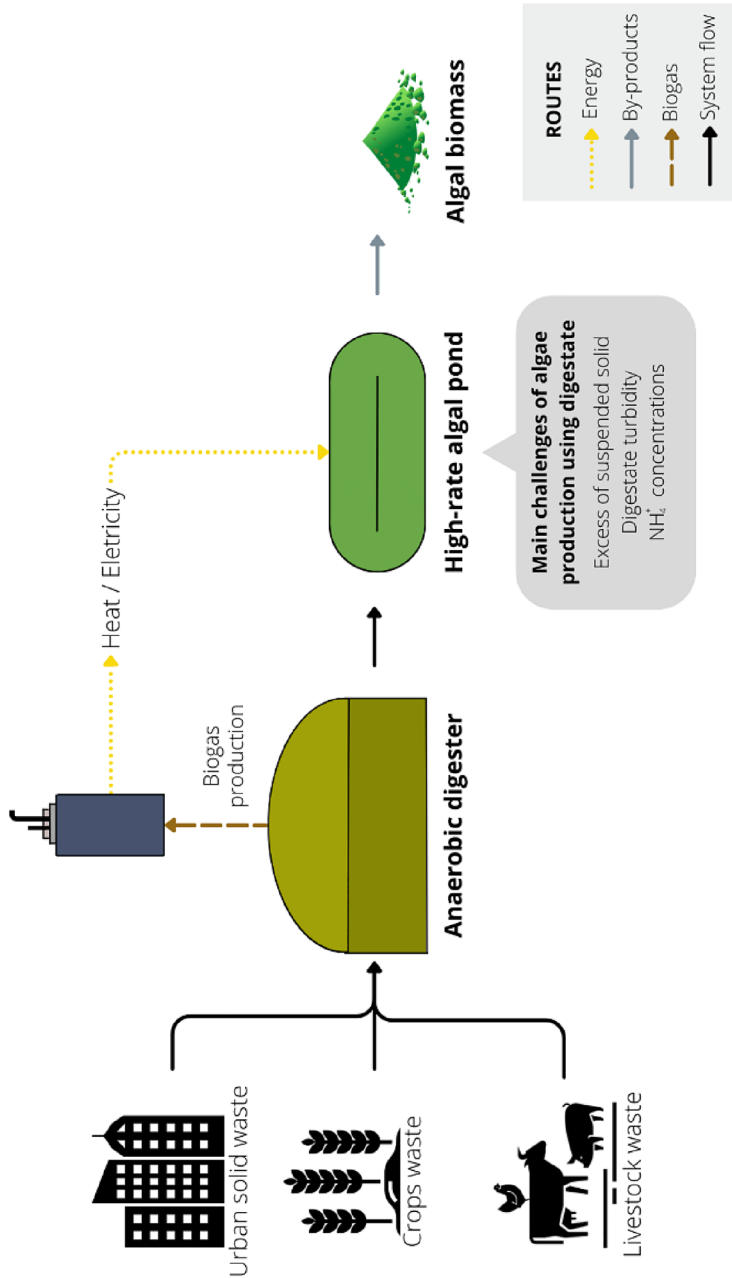 Urban solid waste
Crops waste
Livestock waste
Biogas
production
Anaerobic digester
Heat / Eletricity
High-rate algal pond
Main challenges of algae
production using digestate
Excess of suspended solid
Digestate turbidity
NH₄⁺ concentrations
Algal biomass
ROUTES
Energy
By-products
Biogas
System flow